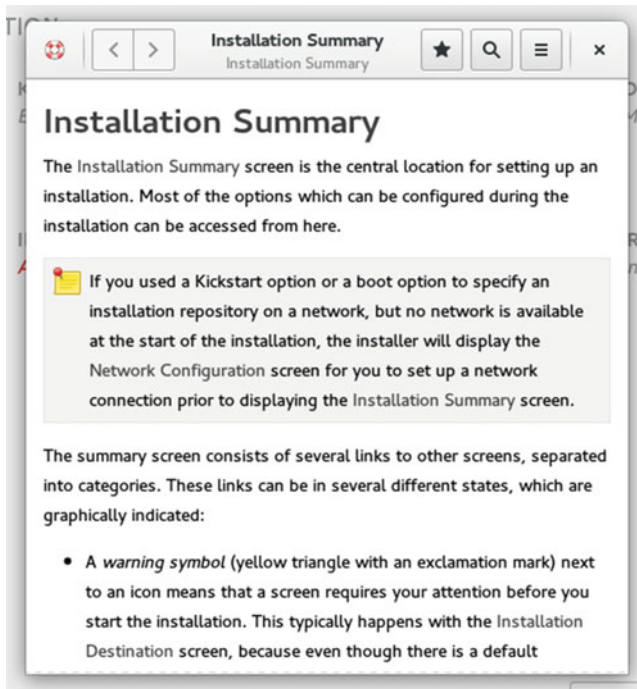 TION
Installation Summary
Installation Summary
Installation Summary
The Installation Summary screen is the central location for setting up an
installation. Most of the options which can be configured during the
installation can be accessed from here.
If you used a Kickstart option or a boot option to specify an
installation repository on a network, but no network is available
at the start of the installation, the installer will display the
Network Configuration screen for you to set up a network
connection prior to displaying the Installation Summary screen.
The summary screen consists of several links to other screens, separated
into categories. These links can be in several different states, which are
graphically indicated:
• A warning symbol (yellow triangle with an exclamation mark) next
to an icon means that a screen requires your attention before you
start the installation. This typically happens with the Installation
Destination screen, because even though there is a default